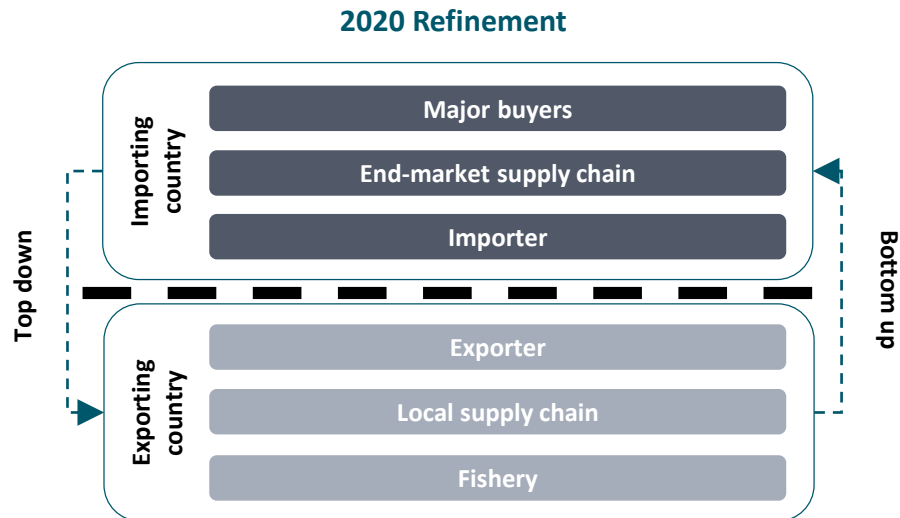 2020 Refinement
Importing
country
Major buyers
End-market supply chain
Importer
Top down
Bottom up
Exporting
country
Exporter
Local supply chain
Fishery